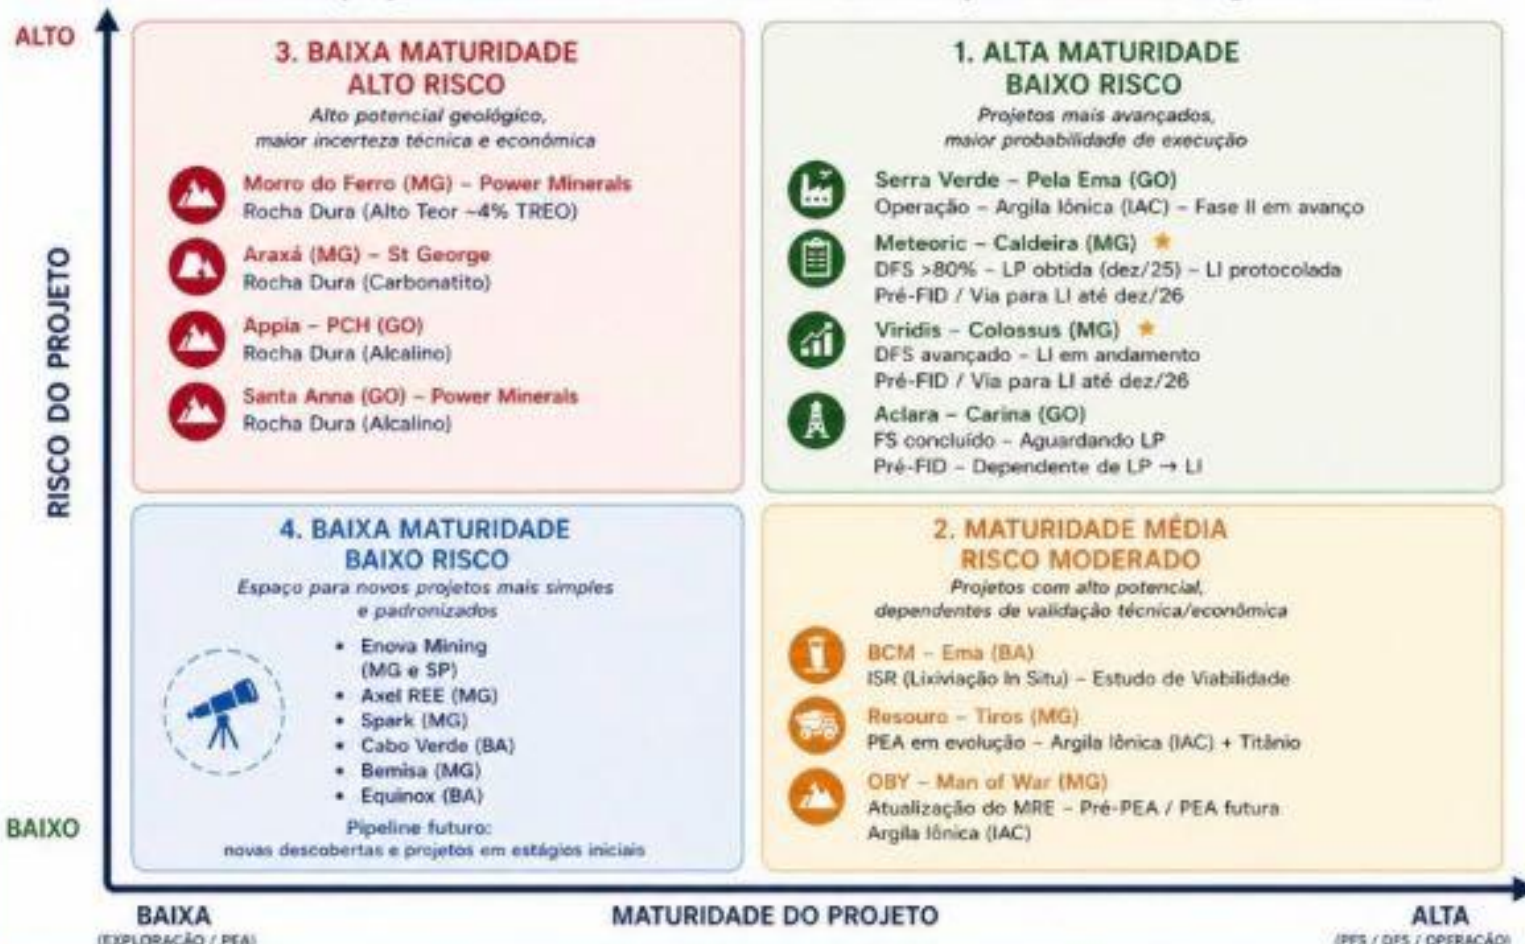 ALTO
RISCO DO PROJETO
BAIXO
3. BAIXA MATURIDADE
ALTO RISCO
Alto potencial geológico,
maior incerteza técnica e econômica
Morro do Ferro (MG) – Power Minerals
Rocha Dura (Alto Teor ~4% TREO)
Araxá (MG) – St George
Rocha Dura (Carbonatito)
Appia – PCH (GO)
Rocha Dura (Alcalino)
Santa Anna (GO) – Power Minerals
Rocha Dura (Alcalino)
1. ALTA MATURIDADE
BAIXO RISCO
Projetos mais avançados,
maior probabilidade de execução
Serra Verde – Pela Ema (GO)
Operação – Argila Iônica (IAC) – Fase II em avanço
Meteoric – Caldeira (MG) ★
DFS >80% – LP obtida (dez/25) – LI protocolada
Pré-FID / Via para LI até dez/26
Viridis – Colossus (MG) ★
DFS avançado – LI em andamento
Pré-FID / Via para LI até dez/26
Aclara – Carina (GO)
FS concluído – Aguardando LP
Pré-FID – Dependente de LP → LI
4. BAIXA MATURIDADE
BAIXO RISCO
Espaço para novos projetos mais simples
e padronizados
• Enova Mining
(MG e SP)
• Axel REE (MG)
• Spark (MG)
• Cabo Verde (BA)
• Bemisa (MG)
• Equinox (BA)
Pipeline futuro:
novas descobertas e projetos em estágios iniciais
2. MATURIDADE MÉDIA
RISCO MODERADO
Projetos com alto potencial,
dependentes de validação técnica/econômica
BCM – Ema (BA)
ISR (Lixiviação In Situ) – Estudo de Viabilidade
Resouro – Tiros (MG)
PEA em evolução – Argila Iônica (IAC) + Titânio
OBY – Man of War (MG)
Atualização do MRE – Pré-PEA / PEA futura
Argila Iônica (IAC)
BAIXA
(EXPLORAÇÃO / PEA)
MATURIDADE DO PROJETO
ALTA
(PFS / DFS / OPERAÇÃO)